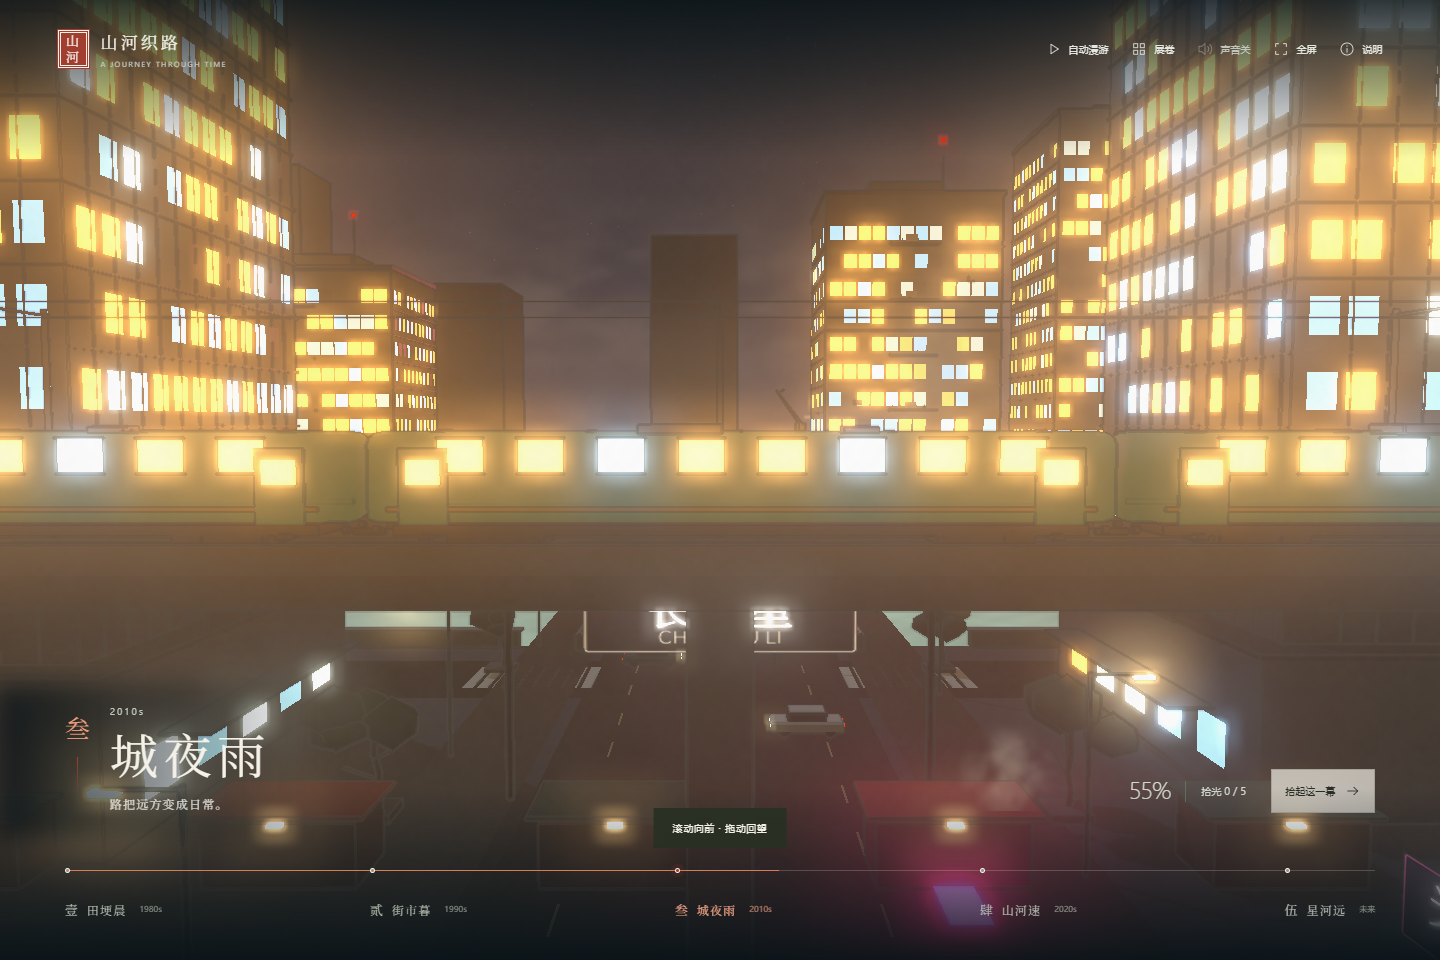 山河
山河织路
A JOURNEY THROUGH TIME
自动漫游
展卷
声音关
全屏
说明
CH
U LI
叁
2010s
城夜雨
路把远方变成日常。
55%
拾光 0 / 5
拾起这一幕
滚动向前 · 拖动回望
壹 田埂晨 1980s
贰 街市暮 1990s
叁 城夜雨 2010s
肆 山河速 2020s
伍 星河远 未来